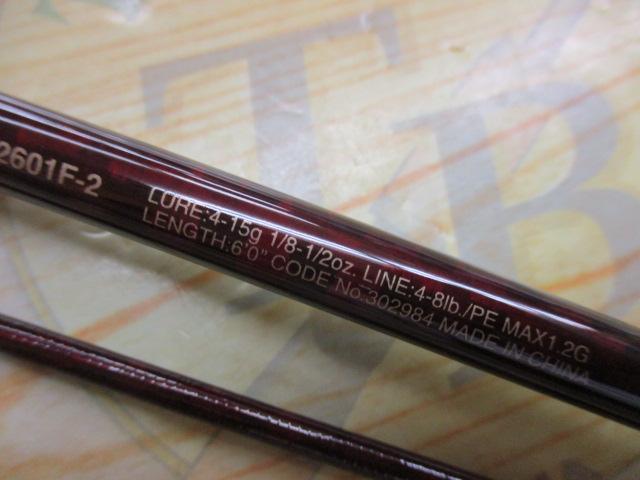 2601F-2
LURE:4-15g 1/8-1/2oz. LINE:4-8lb./PE MAX1.2G
LENGTH:6'0" CODE No.302984 MADE IN CHINA
TB